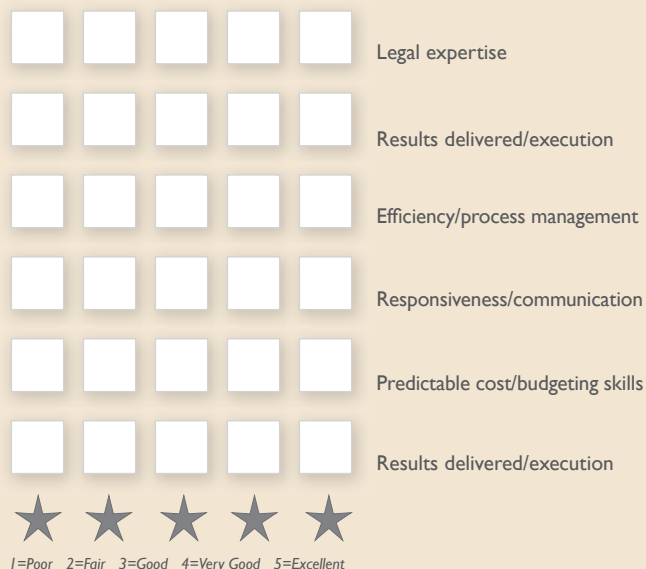 Legal expertise
Results delivered/execution
Efficiency/process management
Responsiveness/communication
Predictable cost/budgeting skills
Results delivered/execution
1=Poor 2=Fair 3=Good 4=Very Good 5=Excellent